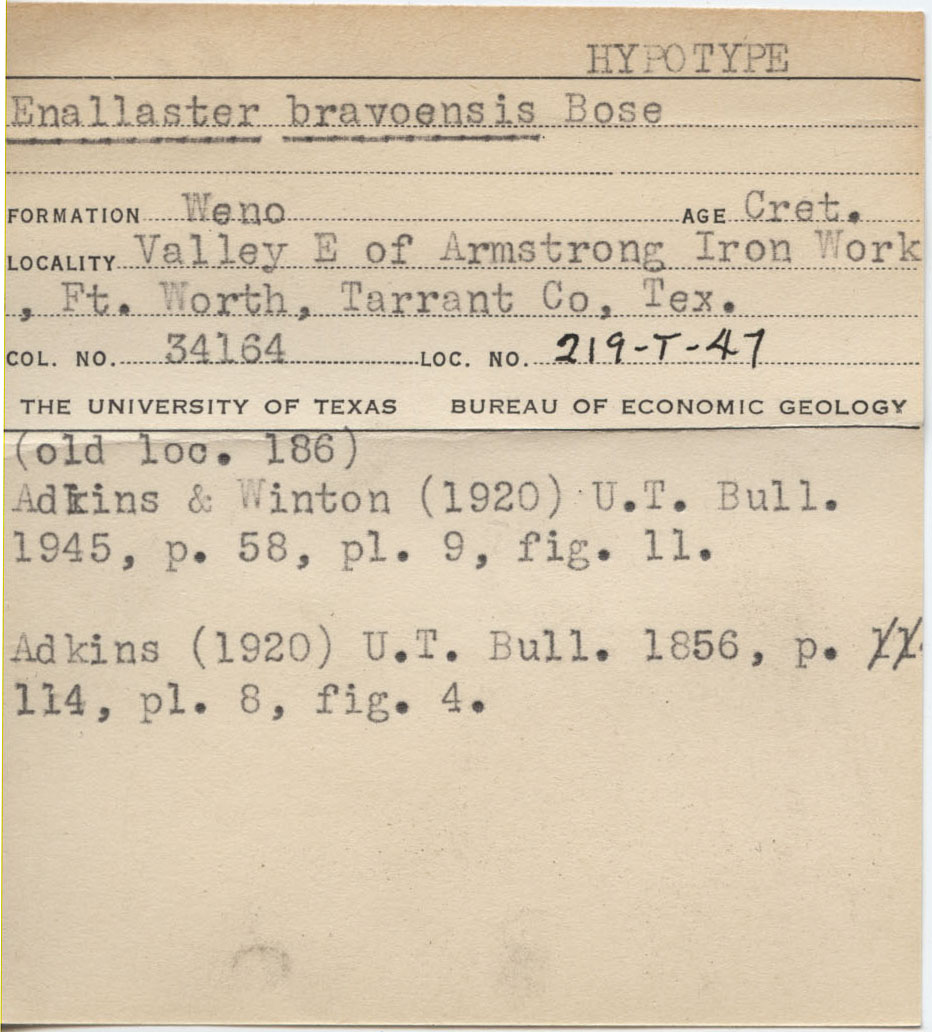 HYPOTYPE
Enallaster bravoensis Bose
FORMATION Weno AGE Cret.
LOCALITY Valley E of Armstrong Iron Work
, Ft. Worth, Tarrant Co, Tex.
COL. NO. 34164 LOC. NO. 219-T-47
THE UNIVERSITY OF TEXAS BUREAU OF ECONOMIC GEOLOGY
(old loc. 186)
Adkins & Winton (1920) U.T. Bull.
1945, p. 58, pl. 9, fig. 11.
Adkins (1920) U.T. Bull. 1856, p.
114, pl. 8, fig. 4.